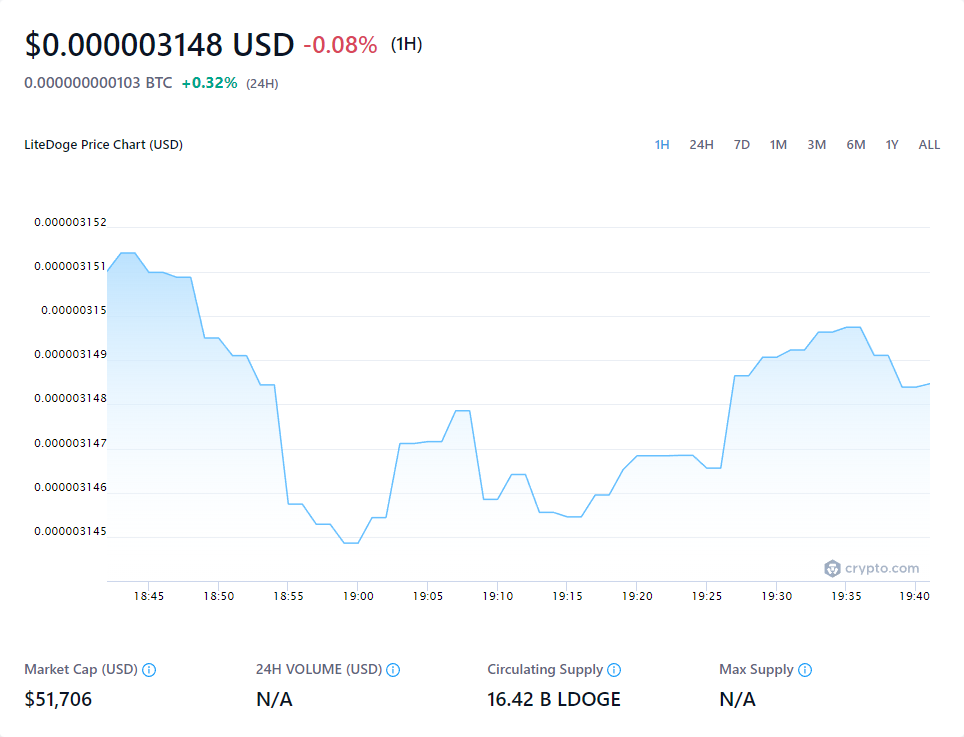 $0.000003148 USD -0.08% (1H)
0.000000000103 BTC +0.32% (24H)
LiteDoge Price Chart (USD) 1H 24H 7D 1M 3M 6M 1Y ALL
0.000003152
0.000003151
0.00000315
0.000003149
0.000003148
0.000003147
0.000003146
0.000003145
crypto.com
18:45 18:50 18:55 19:00 19:05 19:10 19:15 19:20 19:25 19:30 19:35 19:40
Market Cap (USD) 24H VOLUME (USD) Circulating Supply Max Supply
$51,706 N/A 16.42 B LDOGE N/A